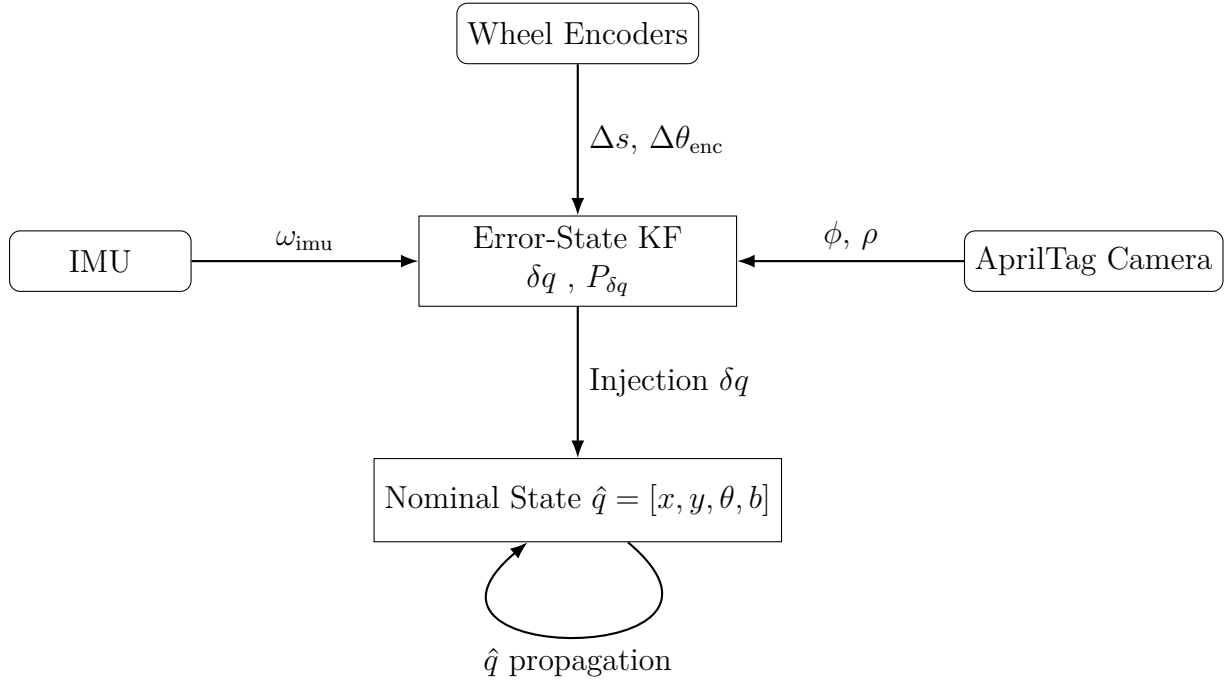 Wheel Encoders
Δs, Δθ_enc
IMU
ω_imu
Error-State KF
δq , P_δq
ϕ, ρ
AprilTag Camera
Injection δq
Nominal State q̂ = [x, y, θ, b]
q̂ propagation